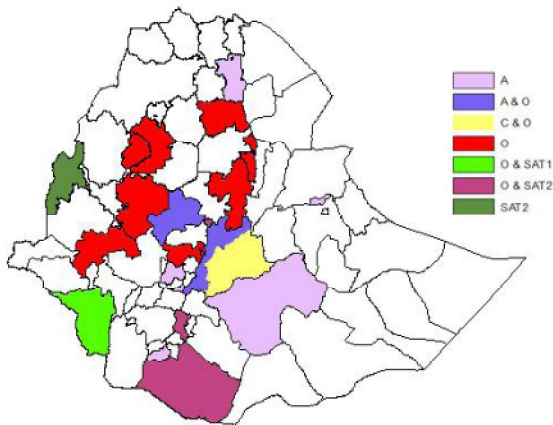 A
A & O
C & O
O
O & SAT1
O & SAT2
SAT2